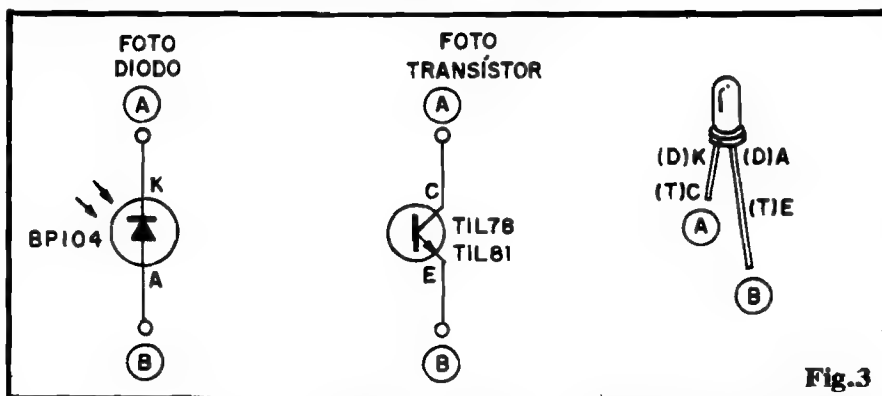 FOTO
DIODO
A
K
BP104
A
B
FOTO
TRANSÍSTOR
A
C
TIL78
TIL81
E
B
(D)K
(D)A
(T)C
(T)E
A
B
Fig.3